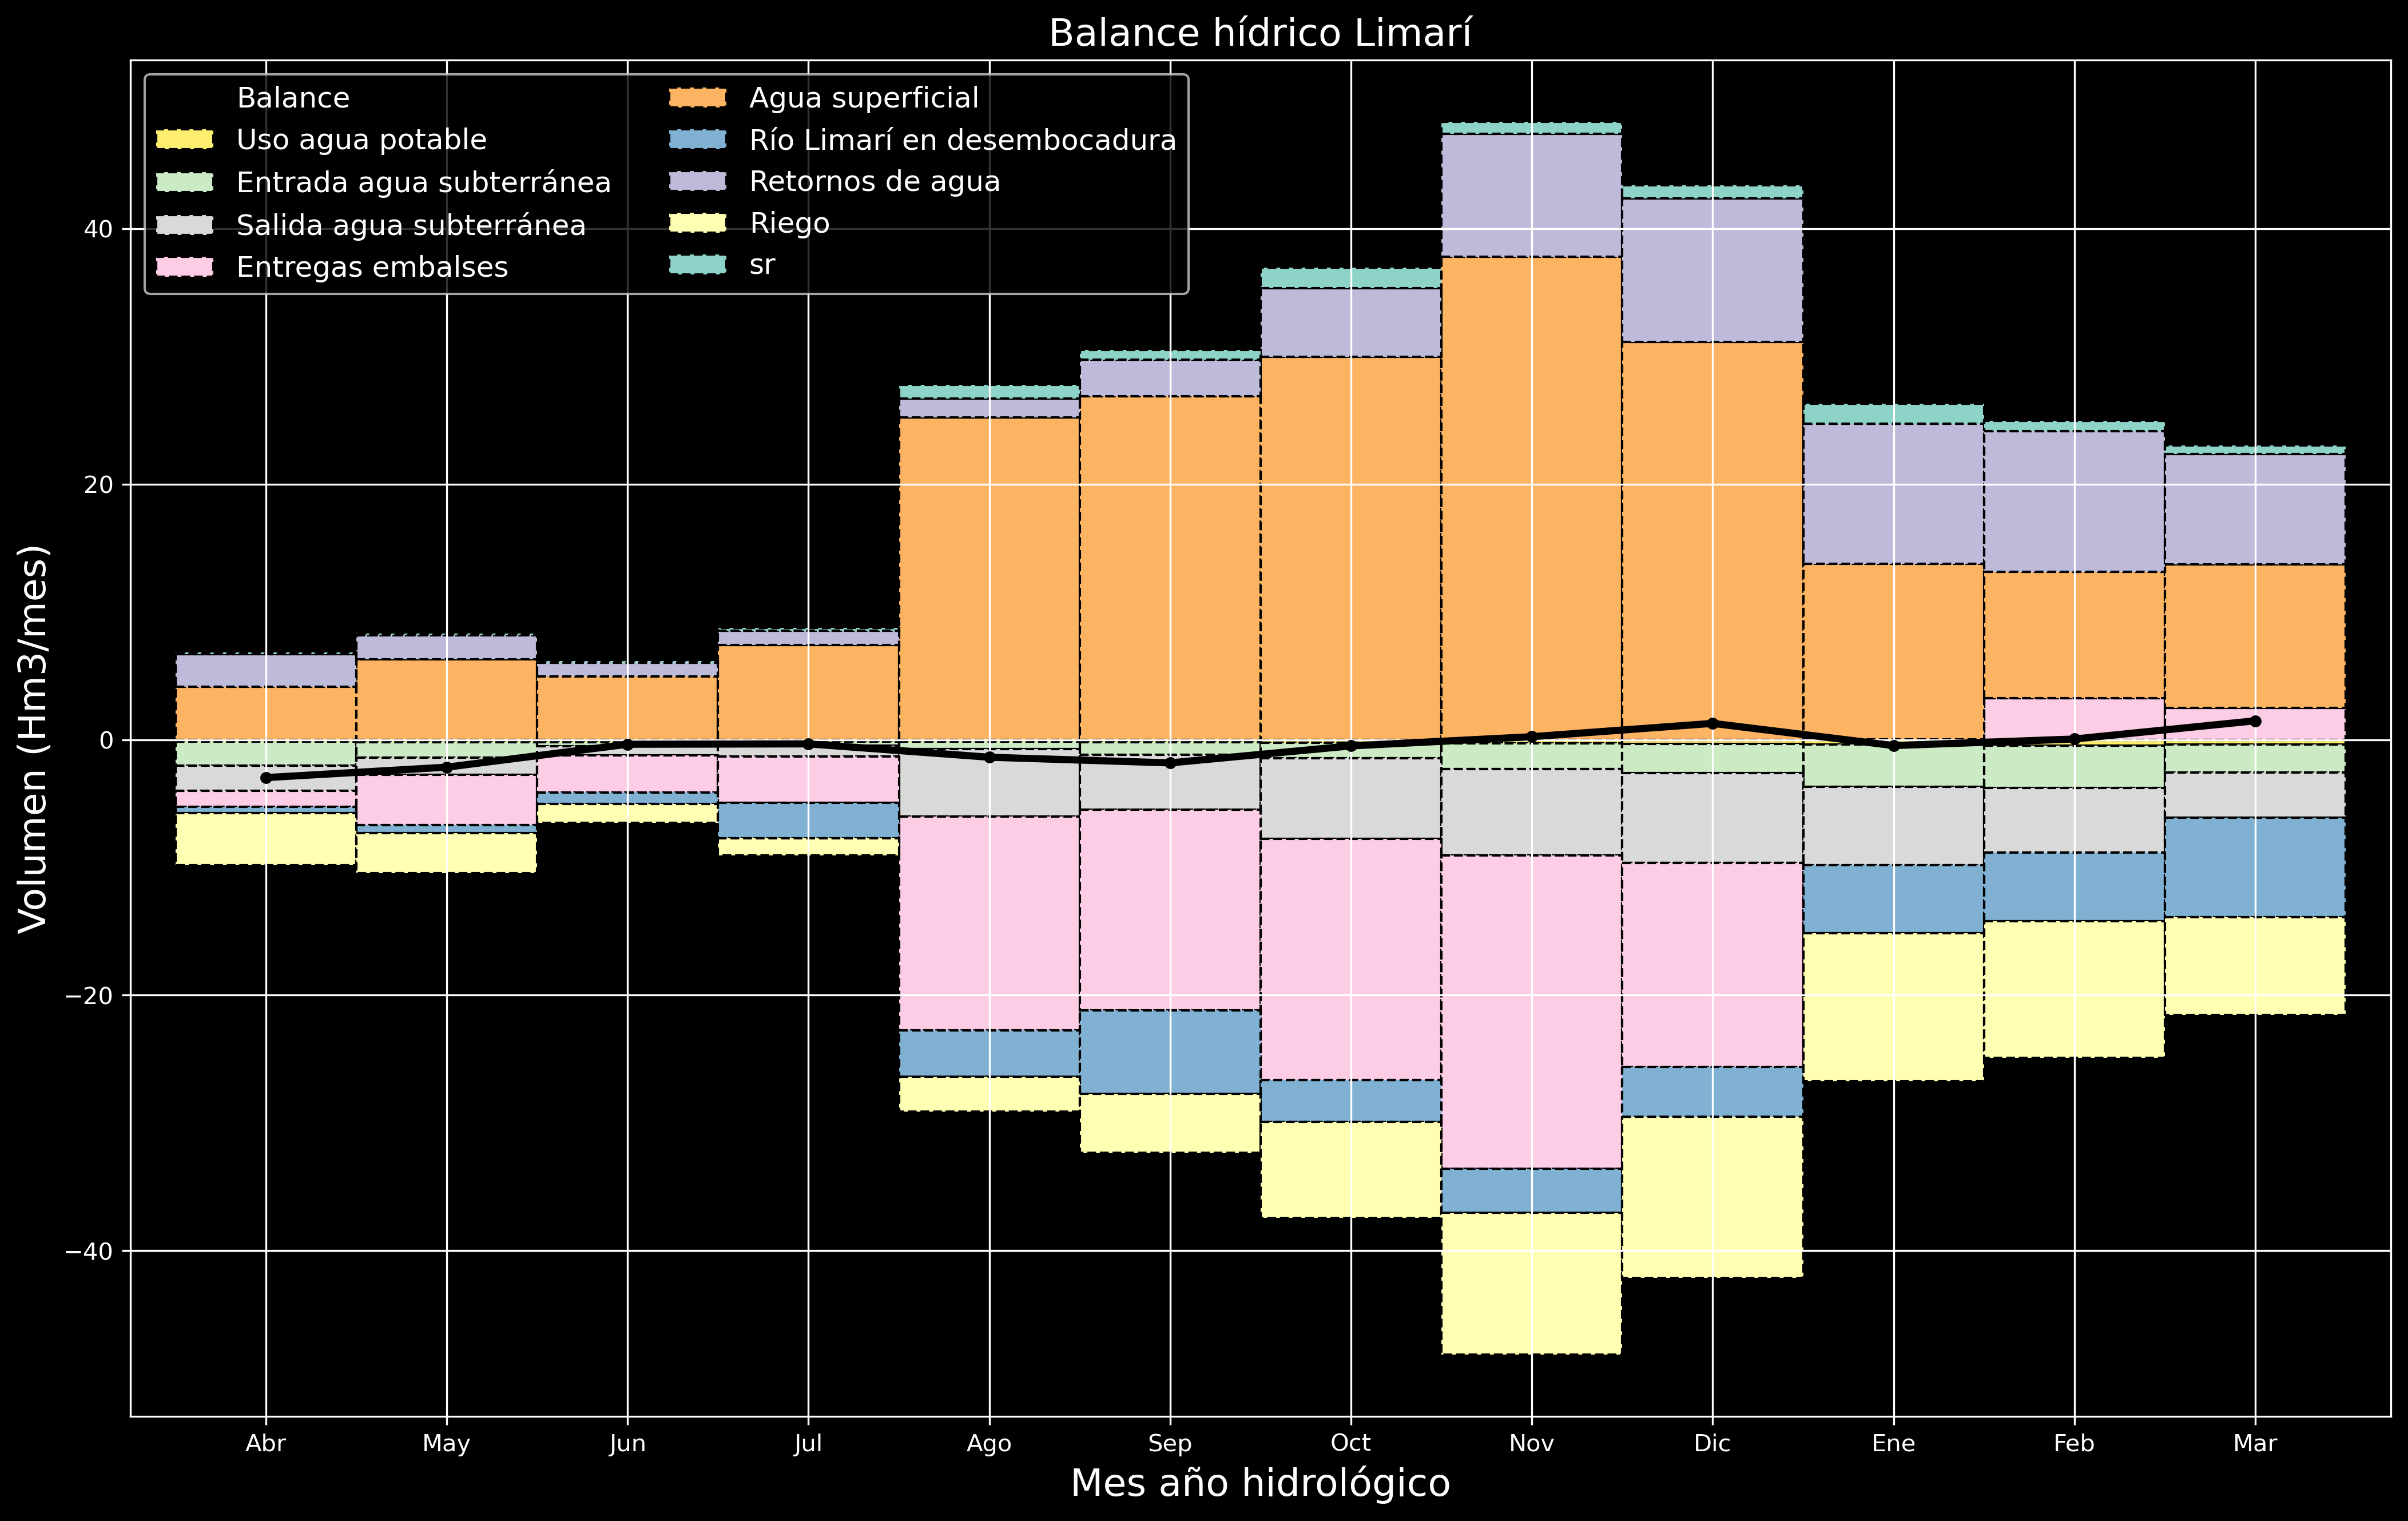 Balance hídrico Limarí
Balance
Uso agua potable
Entrada agua subterránea
Salida agua subterránea
Entregas embalses
Agua superficial
Río Limarí en desembocadura
Retornos de agua
Riego
sr
Volumen (Hm3/mes)
40
20
0
−20
−40
Abr May Jun Jul Ago Sep Oct Nov Dic Ene Feb Mar
Mes año hidrológico